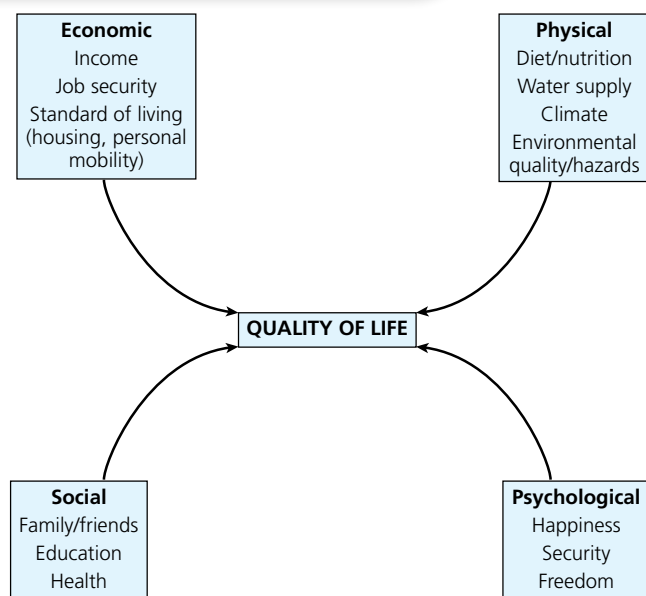 Economic
Income
Job security
Standard of living
(housing, personal
mobility)
Physical
Diet/nutrition
Water supply
Climate
Environmental
quality/hazards
QUALITY OF LIFE
Social
Family/friends
Education
Health
Psychological
Happiness
Security
Freedom